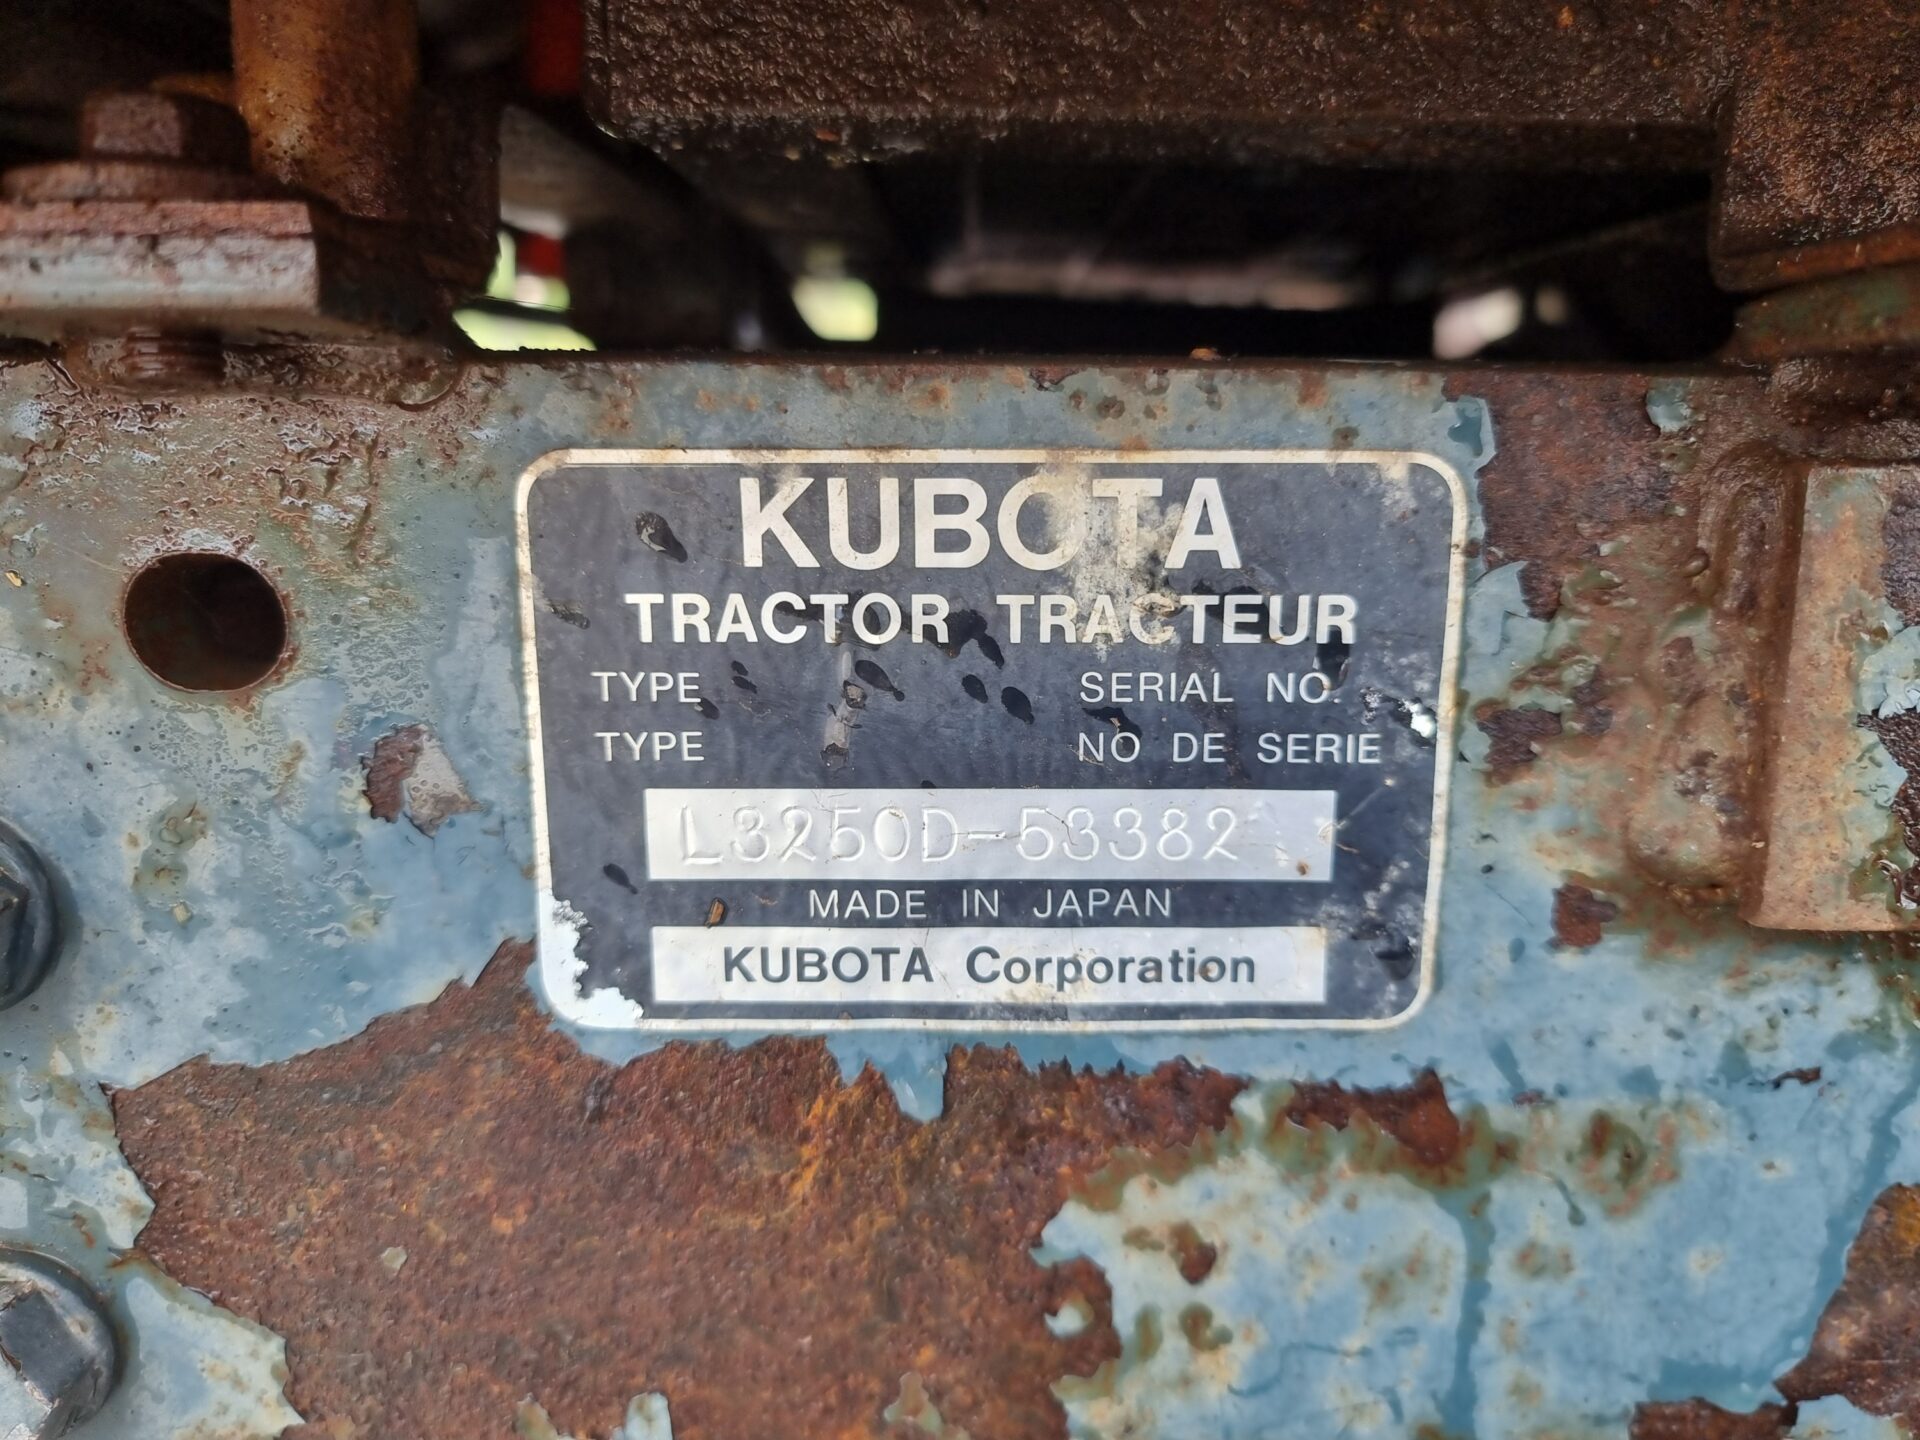 KUBOTA
TRACTOR TRACTEUR
TYPE SERIAL NO.
TYPE NO DE SERIE
L3250D-53382
MADE IN JAPAN
KUBOTA Corporation